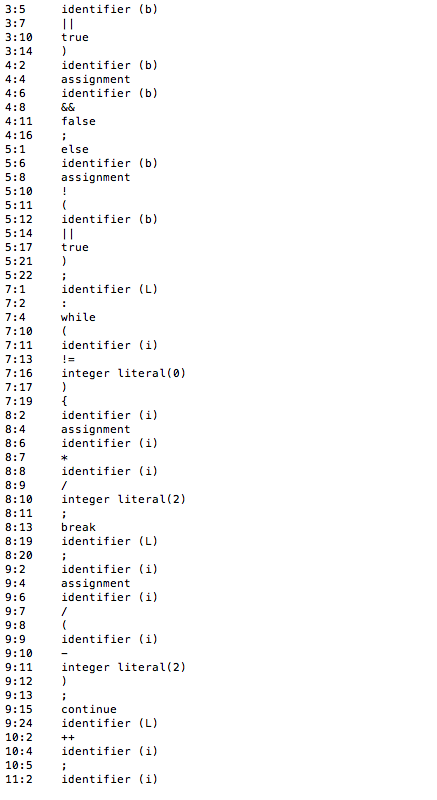 3:5 identifier (b)
3:7 ||
3:10 true
3:14 )
4:2 identifier (b)
4:4 assignment
4:6 identifier (b)
4:8 &&
4:11 false
4:16 ;
5:1 else
5:6 identifier (b)
5:8 assignment
5:10 !
5:11 (
5:12 identifier (b)
5:14 ||
5:17 true
5:21 )
5:22 ;
7:1 identifier (L)
7:2 :
7:4 while
7:10 (
7:11 identifier (i)
7:13 !=
7:16 integer literal(0)
7:17 )
7:19 {
8:2 identifier (i)
8:4 assignment
8:6 identifier (i)
8:7 *
8:8 identifier (i)
8:9 /
8:10 integer literal(2)
8:11 ;
8:13 break
8:19 identifier (L)
8:20 ;
9:2 identifier (i)
9:4 assignment
9:6 identifier (i)
9:7 /
9:8 (
9:9 identifier (i)
9:10 -
9:11 integer literal(2)
9:12 )
9:13 ;
9:15 continue
9:24 identifier (L)
10:2 ++
10:4 identifier (i)
10:5 ;
11:2 identifier (i)